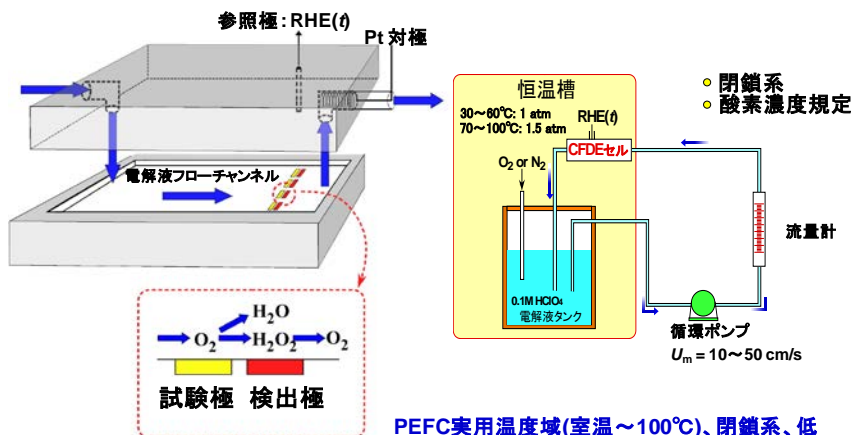 参照極：RHE(t)
Pt 対極
電解液フローチャンネル
H₂O
O₂
H₂O₂
O₂
試験極
検出極
恒温槽
30～60℃: 1 atm
70～100℃: 1.5 atm
RHE(t)
CFDEセル
O₂ or N₂
0.1M HClO₄
電解液タンク
閉鎖系
酸素濃度規定
流量計
循環ポンプ
Um = 10～50 cm/s
PEFC実用温度域(室温～100℃)、閉鎖系、低